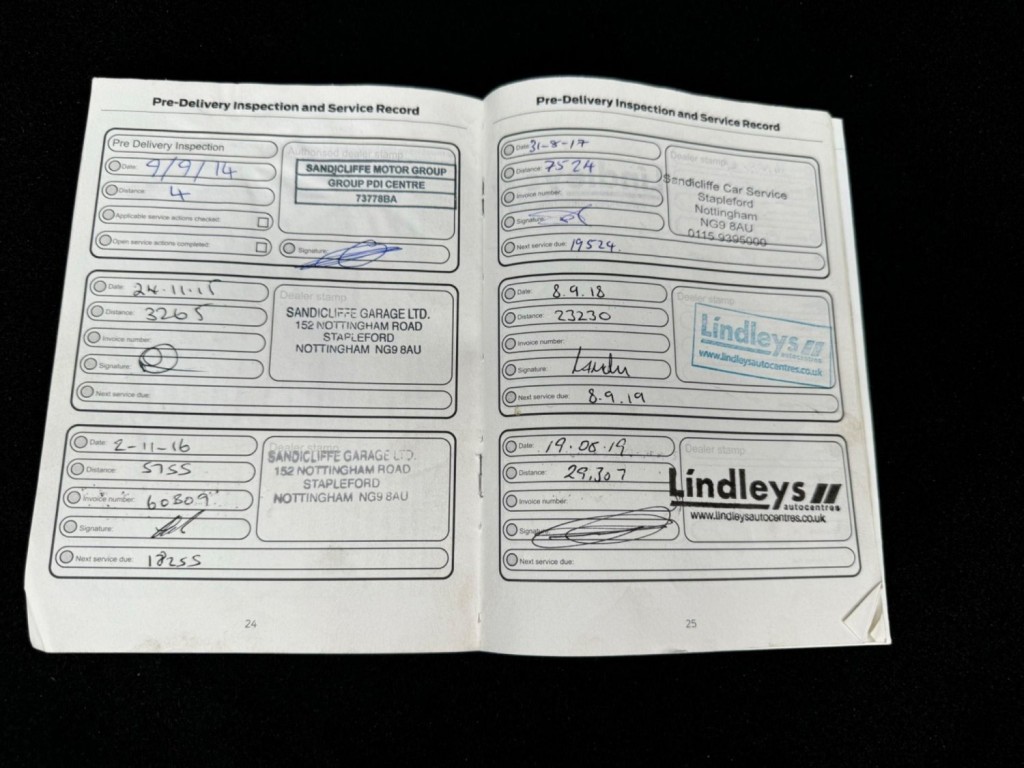 Pre-Delivery Inspection and Service Record
Pre Delivery Inspection
Date: 9/9/14
Distance: 4
Applicable service actions checked:
Open service actions completed:
Authorised dealer stamp
SANDICLIFFE MOTOR GROUP
GROUP PDI CENTRE
73778BA
Signature:
Date: 24.11.15
Distance: 3265
Invoice number:
Signature:
Next service due:
Dealer stamp
SANDICLIFFE GARAGE LTD.
152 NOTTINGHAM ROAD
STAPLEFORD
NOTTINGHAM NG9 8AU
Date: 2-11-16
Distance: 5755
Invoice number: 60809
Signature:
Next service due: 18255
Dealer stamp
SANDICLIFFE GARAGE LTD.
152 NOTTINGHAM ROAD
STAPLEFORD
NOTTINGHAM NG9 8AU
24
Pre-Delivery Inspection and Service Record
Date: 31-8-17
Distance: 7524
Invoice number:
Signature:
Next service due: 19524.
Dealer stamp
Sandicliffe Car Service
Stapleford
Nottingham
NG9 8AU
0115 9395000
Date: 8.9.18
Distance: 23230
Invoice number:
Signature:
Next service due: 8.9.19
Dealer stamp
Lindleys
autocentres
www.lindleysautocentres.co.uk
Date: 19.06.19
Distance: 29,307
Invoice number:
Signature:
Next service due:
Dealer stamp
Lindleys
autocentres
www.lindleysautocentres.co.uk
25